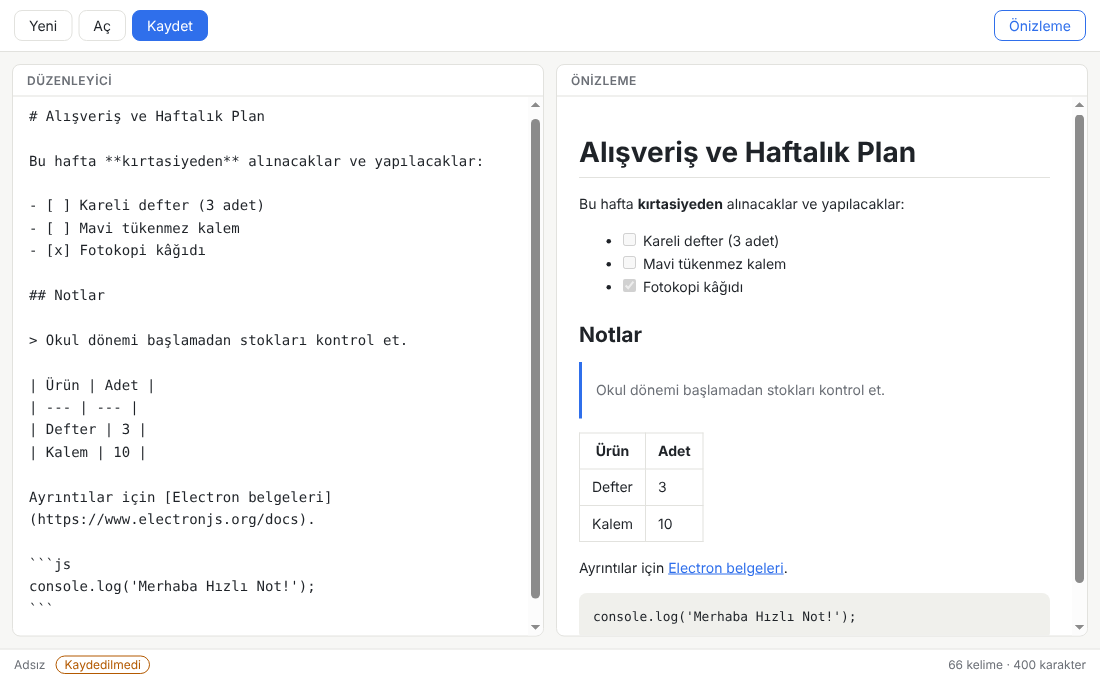 Yeni
Aç
Kaydet
Önizleme
DÜZENLEYİCİ
# Alışveriş ve Haftalık Plan
Bu hafta **kırtasiyeden** alınacaklar ve yapılacaklar:
- [ ] Kareli defter (3 adet)
- [ ] Mavi tükenmez kalem
- [x] Fotokopi kâğıdı
## Notlar
> Okul dönemi başlamadan stokları kontrol et.
| Ürün | Adet |
| --- | --- |
| Defter | 3 |
| Kalem | 10 |
Ayrıntılar için [Electron belgeleri]
(https://www.electronjs.org/docs).
```js
console.log('Merhaba Hızlı Not!');
```
ÖNİZLEME
Alışveriş ve Haftalık Plan
Bu hafta kırtasiyeden alınacaklar ve yapılacaklar:
Kareli defter (3 adet)
Mavi tükenmez kalem
Fotokopi kâğıdı
Notlar
Okul dönemi başlamadan stokları kontrol et.
Ürün Adet
Defter 3
Kalem 10
Ayrıntılar için Electron belgeleri.
console.log('Merhaba Hızlı Not!');
Adsız
Kaydedilmedi
66 kelime · 400 karakter